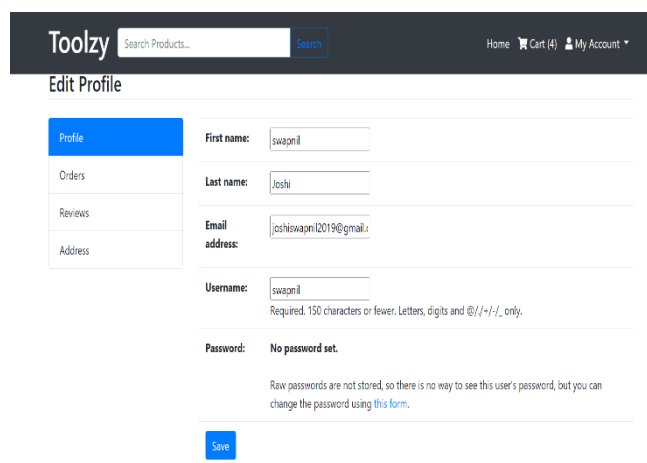 Toolzy Search Products... Search Home Cart (4) My Account
Edit Profile
Profile
Orders
Reviews
Address
First name: swapnil
Last name: Joshi
Email address: joshiswapnil2019@gmail.c
Username: swapnil
Required. 150 characters or fewer. Letters, digits and @/./+/-/_ only.
Password: No password set.
Raw passwords are not stored, so there is no way to see this user's password, but you can
change the password using this form.
Save